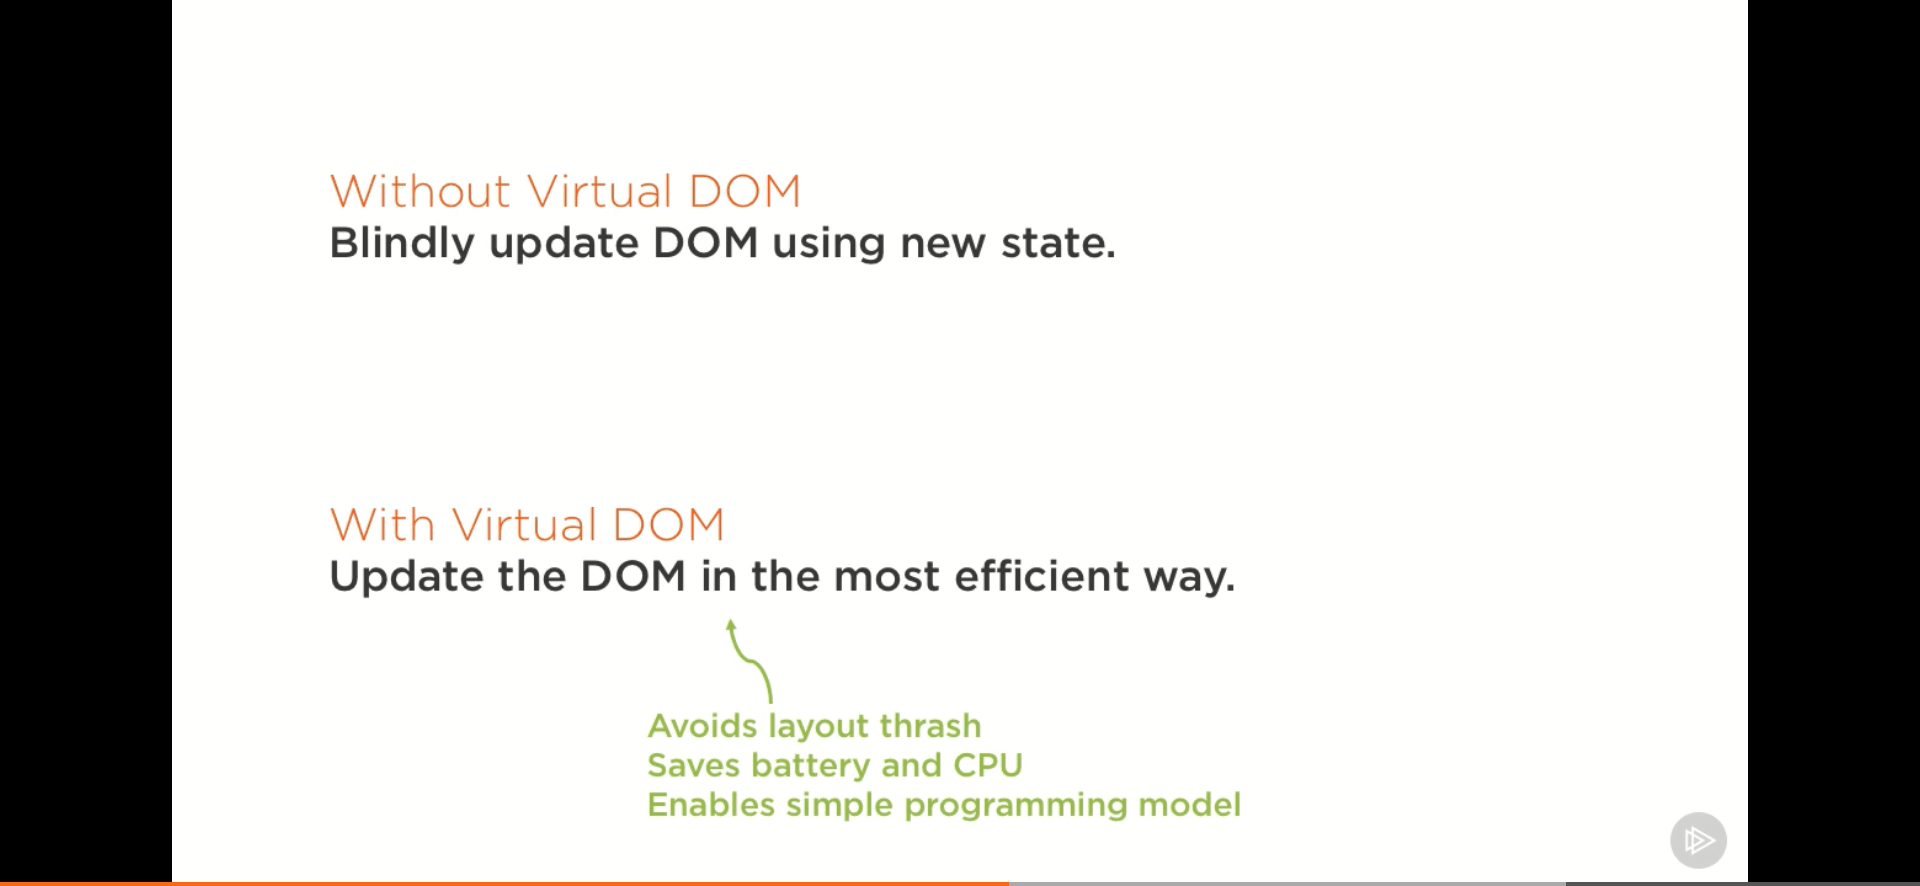 Without Virtual DOM
Blindly update DOM using new state.
With Virtual DOM
Update the DOM in the most efficient way.
Avoids layout thrash
Saves battery and CPU
Enables simple programming model